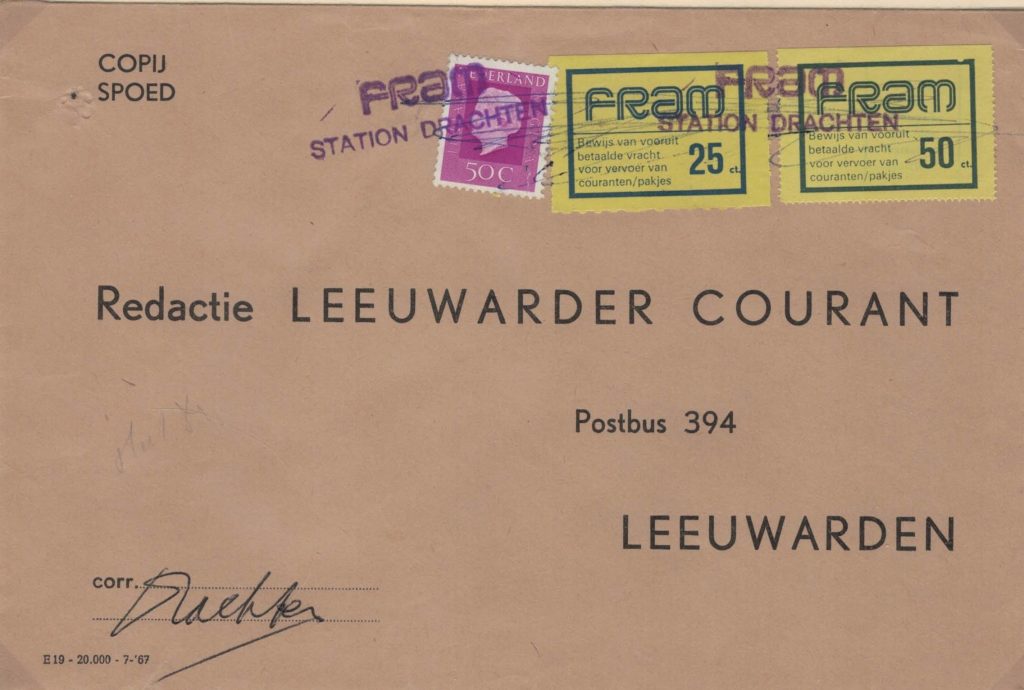 COPIJ
SPOED
FRAM
STATION DRACHTEN
NEDERLAND
50C
FRAM
Bewijs van vooruit
betaalde vracht
voor vervoer van
couranten/pakjes
25 ct.
FRAM
STATION DRACHTEN
FRAM
Bewijs van vooruit
betaalde vracht
voor vervoer van
couranten/pakjes
50 ct.
Redactie LEEUWARDER COURANT
Postbus 394
LEEUWARDEN
corr. Drachten
E19 - 20.000 - 7-'67